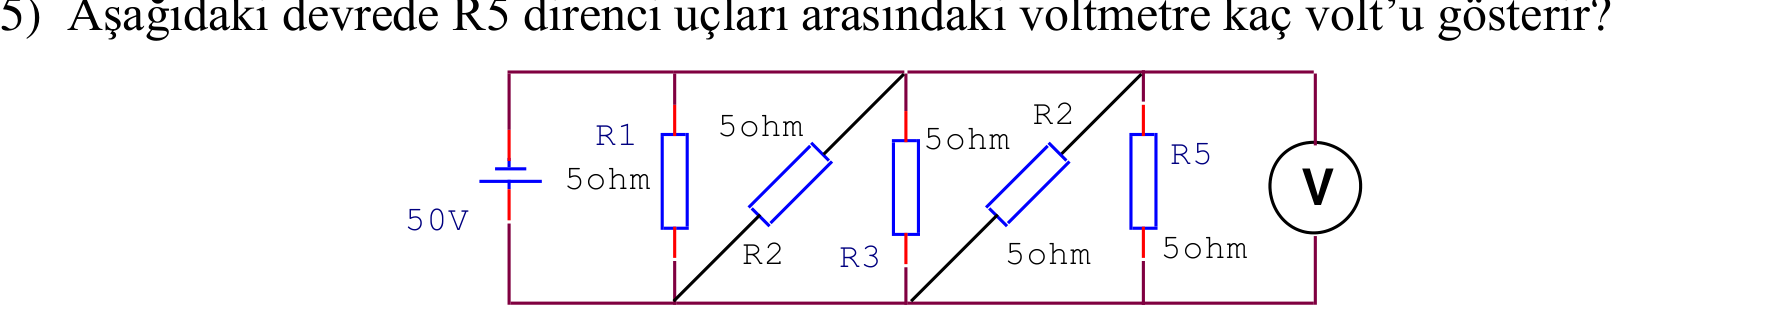 5) Aşağıdaki devrede R5 direnci uçları arasındaki voltmetre kaç volt’u gösterir?
R1
5ohm
50V
5ohm
R2
5ohm
R3
R2
5ohm
R5
5ohm
V